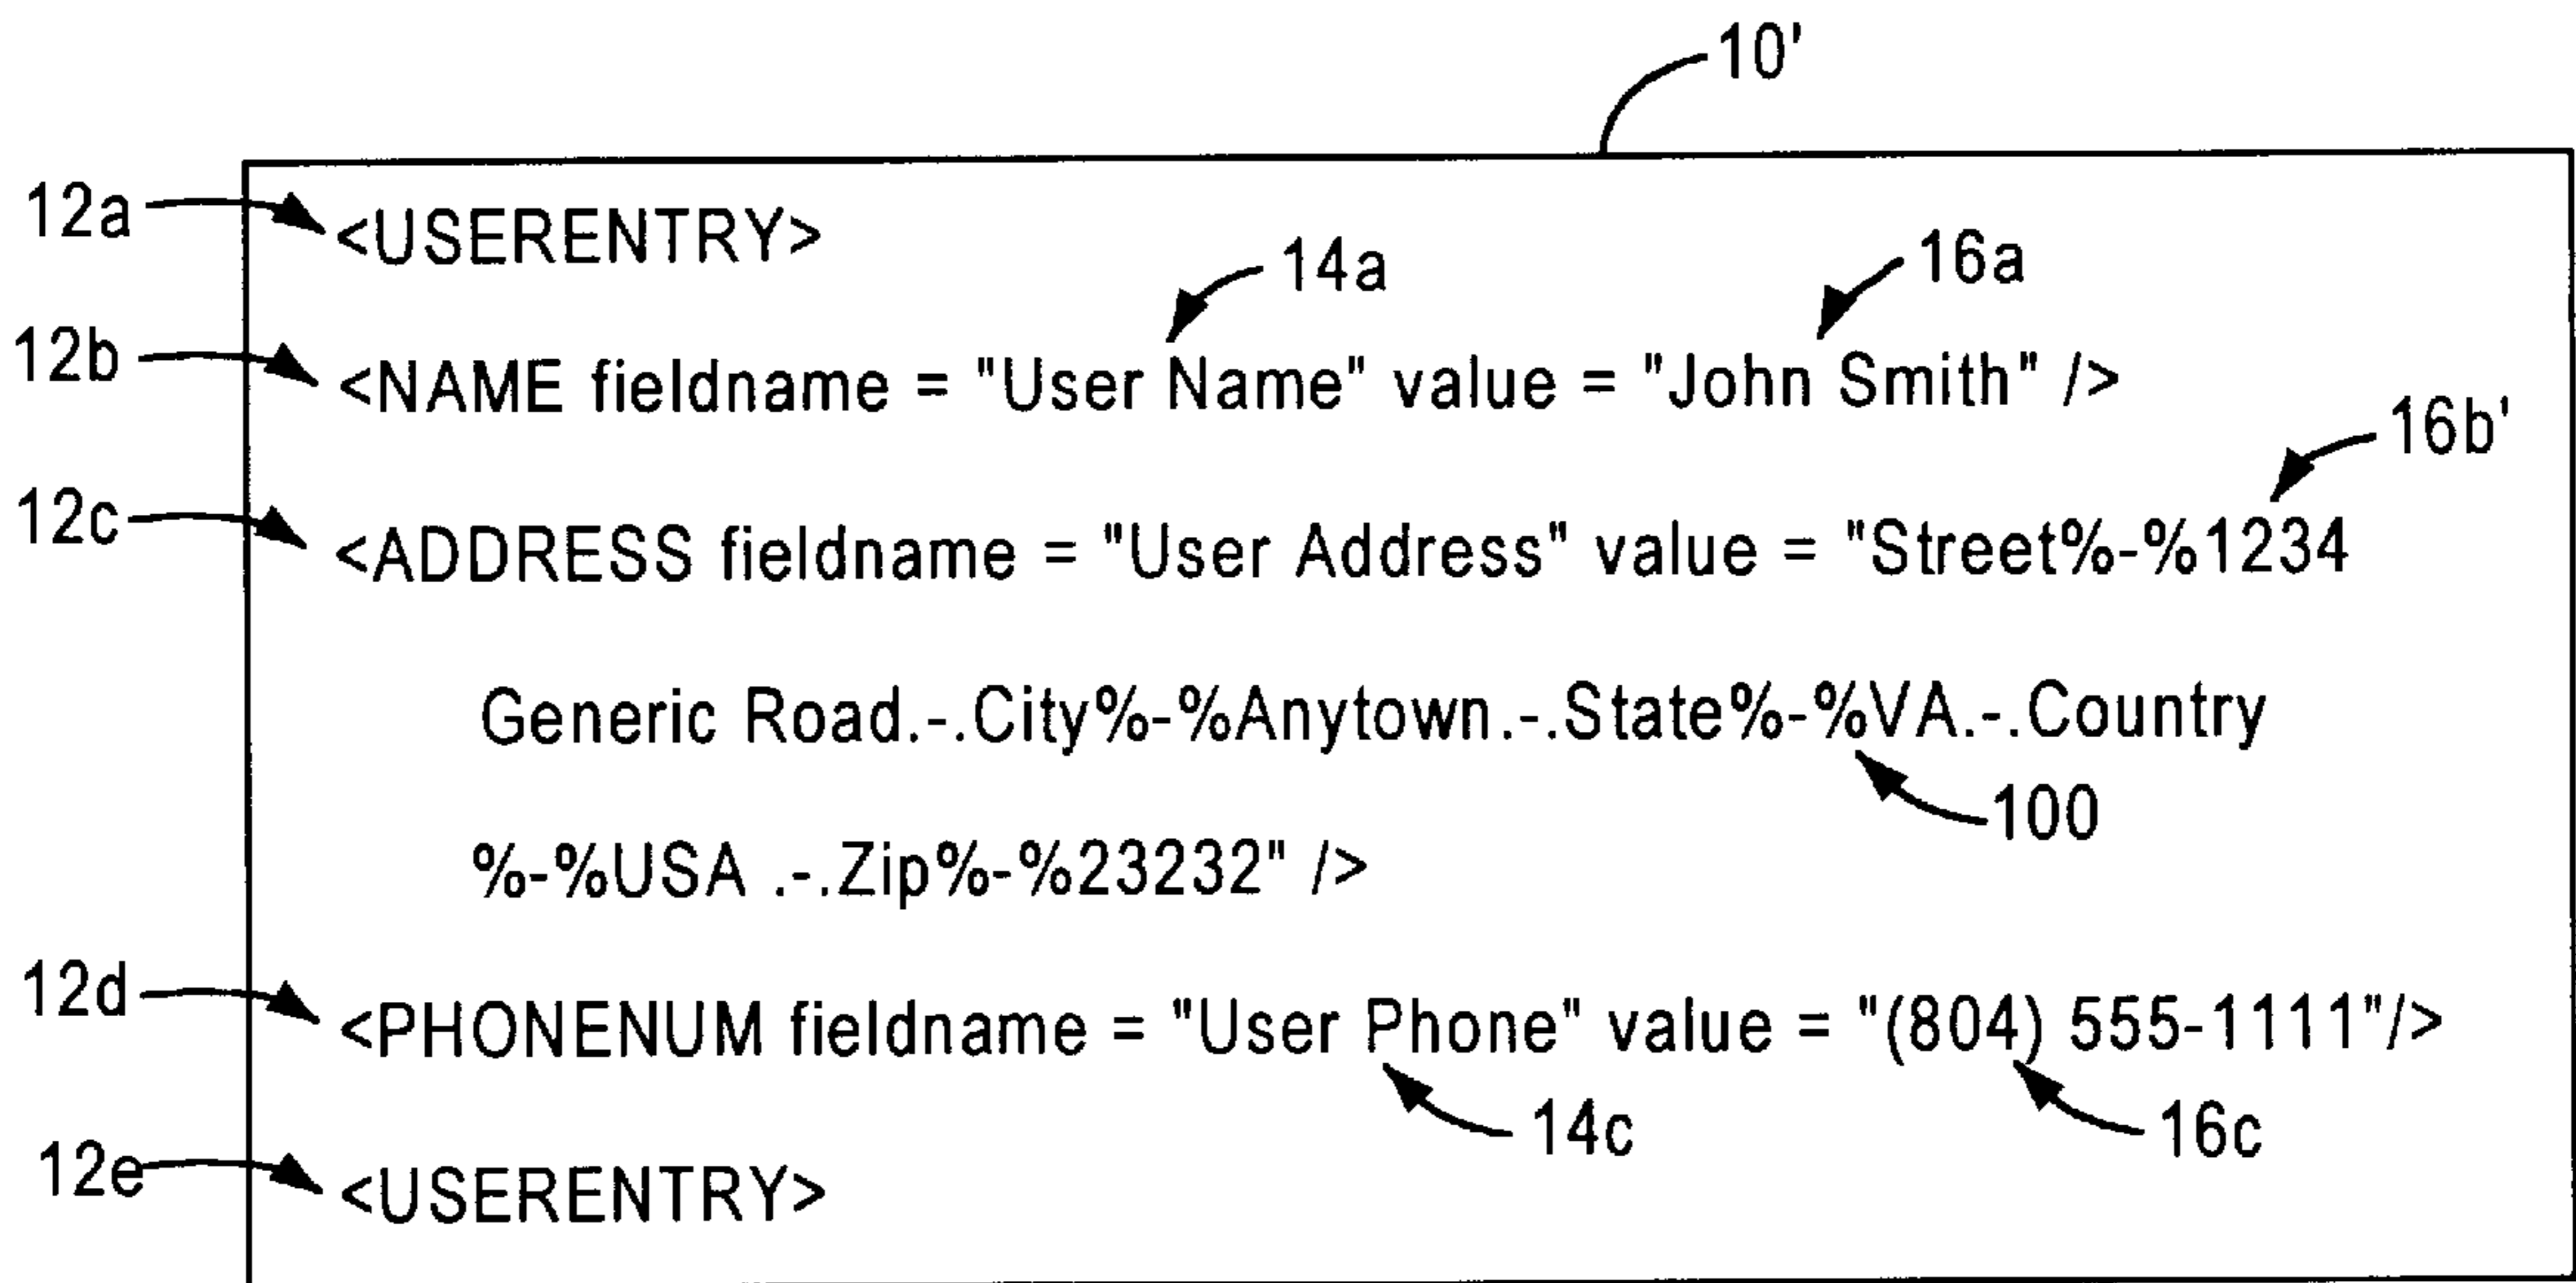 10'
12a <USERENTRY>
14a 16a
12b <NAME fieldname = "User Name" value = "John Smith" />
16b'
12c <ADDRESS fieldname = "User Address" value = "Street%-%1234
Generic Road.-.City%-%Anytown.-.State%-%VA.-.Country
100
%-%USA .-.Zip%-%23232" />
12d <PHONENUM fieldname = "User Phone" value = "(804) 555-1111"/>
14c 16c
12e <USERENTRY>